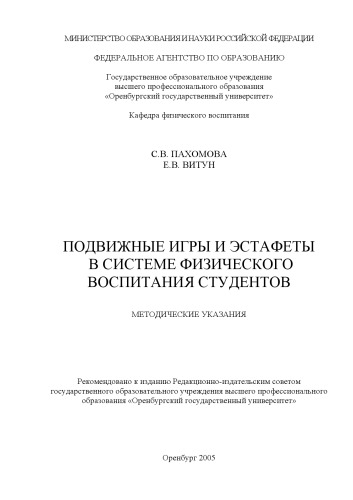 МИНИСТЕРСТВО ОБРАЗОВАНИЯ И НАУКИ РОССИЙСКОЙ ФЕДЕРАЦИИ
ФЕДЕРАЛЬНОЕ АГЕНТСТВО ПО ОБРАЗОВАНИЮ
Государственное образовательное учреждение
высшего профессионального образования
«Оренбургский государственный университет»
Кафедра физического воспитания
С.В. ПАХОМОВА
Е.В. ВИТУН
ПОДВИЖНЫЕ ИГРЫ И ЭСТАФЕТЫ
В СИСТЕМЕ ФИЗИЧЕСКОГО
ВОСПИТАНИЯ СТУДЕНТОВ
МЕТОДИЧЕСКИЕ УКАЗАНИЯ
Рекомендовано к изданию Редакционно-издательским советом
государственного образовательного учреждения высшего профессионального
образования «Оренбургский государственный университет»
Оренбург 2005